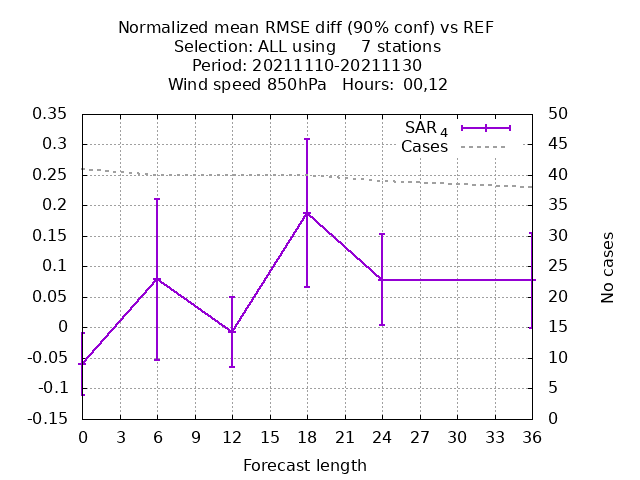 Normalized mean RMSE diff (90% conf) vs REF
Selection: ALL using     7 stations
Period: 20211110-20211130
Wind speed 850hPa   Hours:  00,12
SAR 4
Cases
0.35
0.3
0.25
0.2
0.15
0.1
0.05
0
-0.05
-0.1
-0.15
50
45
40
35
30
25
20
15
10
5
0
No cases
0 3 6 9 12 15 18 21 24 27 30 33 36
Forecast length